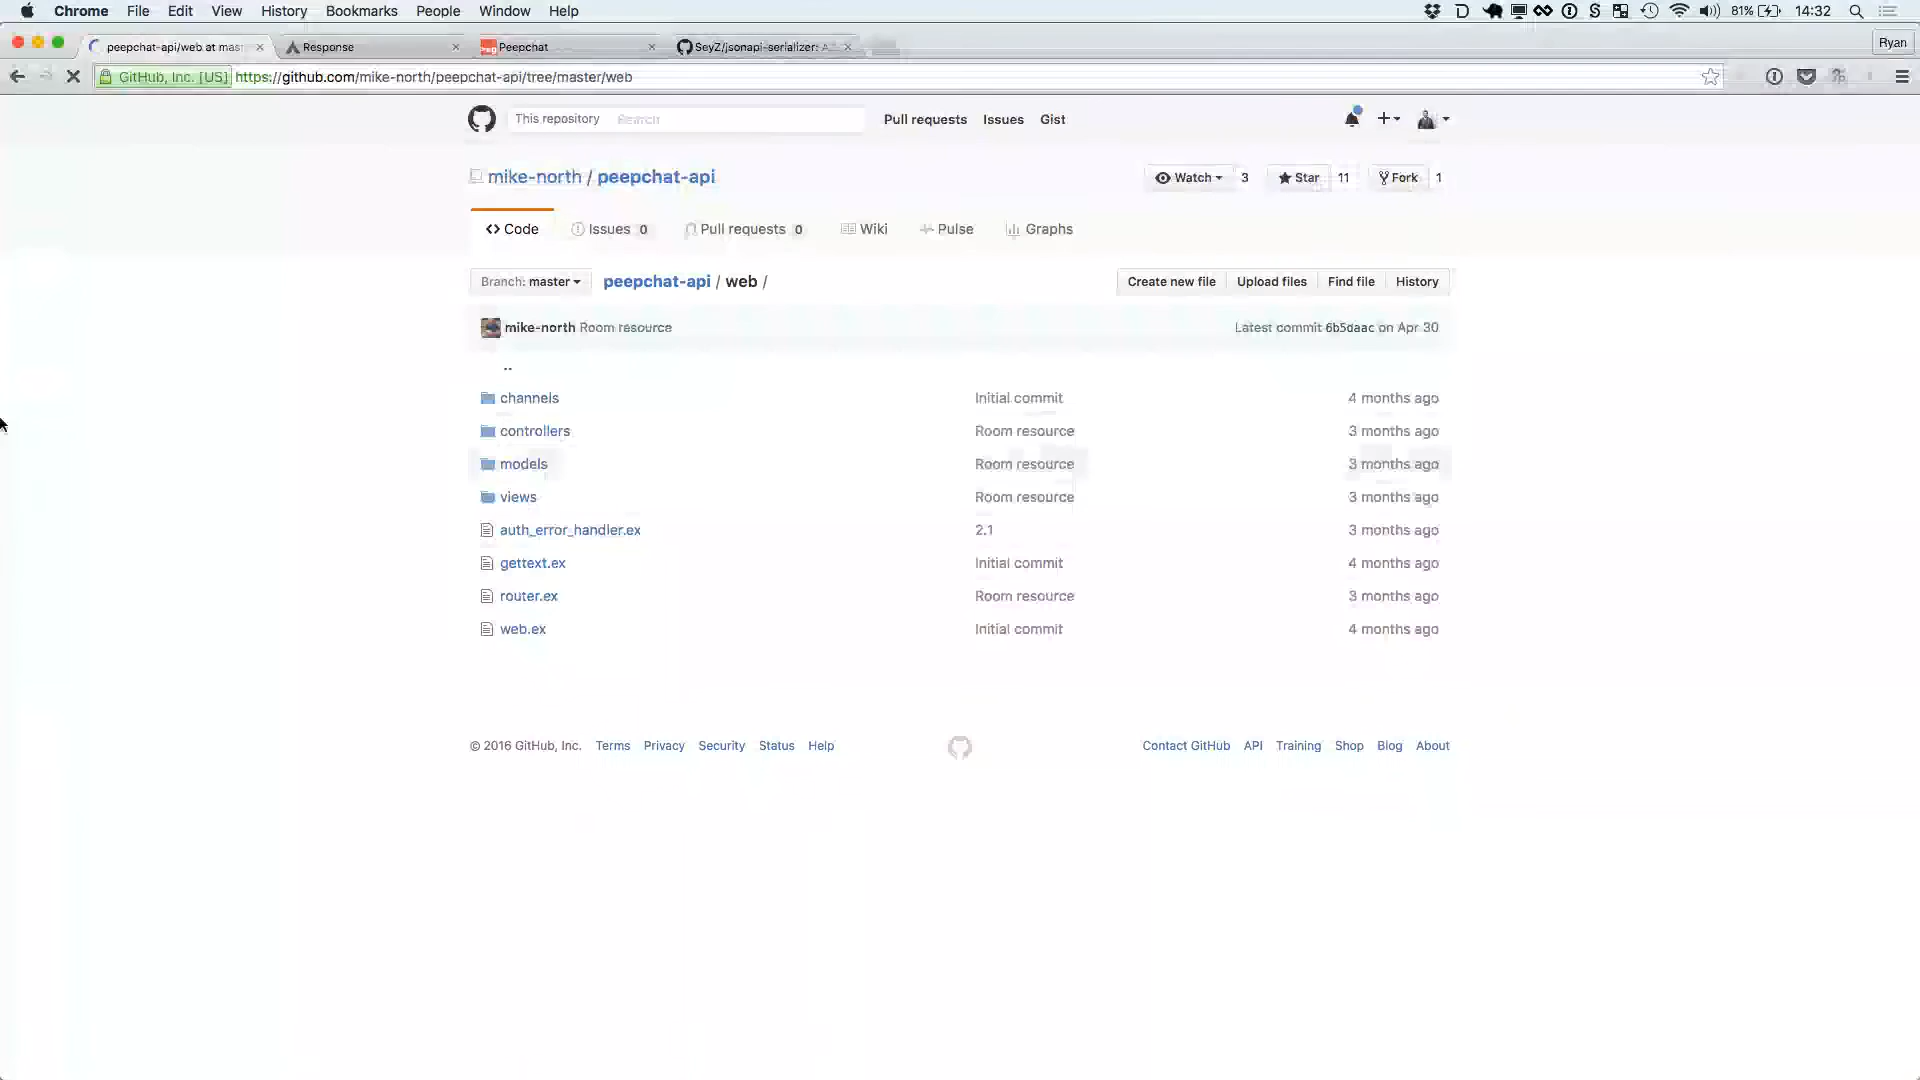 Chrome File Edit View History Bookmarks People Window Help 81% 14:32
peepchat-api/web at mas Response Peepchat SeyZ/jsonapi-serializer: A Ryan
GitHub, Inc. [US] https://github.com/mike-north/peepchat-api/tree/master/web
This repository Search Pull requests Issues Gist
mike-north / peepchat-api Watch 3 Star 11 Fork 1
Code Issues 0 Pull requests 0 Wiki Pulse Graphs
Branch: master peepchat-api / web / Create new file Upload files Find file History
mike-north Room resource Latest commit 6b5daac on Apr 30
..
channels Initial commit 4 months ago
controllers Room resource 3 months ago
models Room resource 3 months ago
views Room resource 3 months ago
auth_error_handler.ex 2.1 3 months ago
gettext.ex Initial commit 4 months ago
router.ex Room resource 3 months ago
web.ex Initial commit 4 months ago
© 2016 GitHub, Inc. Terms Privacy Security Status Help Contact GitHub API Training Shop Blog About